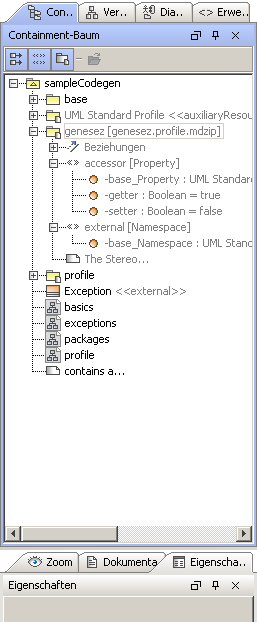 Con.. Ver... Dia... <> Erwe...
Containment-Baum
sampleCodegen
base
UML Standard Profile <<auxiliaryResou
genesez [genesez.profile.mdzip]
Beziehungen
<> accessor [Property]
-base_Property : UML Standard
-getter : Boolean = true
-setter : Boolean = false
<> external [Namespace]
-base_Namespace : UML Stanc
The Stereo...
profile
Exception <<external>>
basics
exceptions
packages
profile
contains a...
Zoom Dokumenta Eigenscha..
Eigenschaften